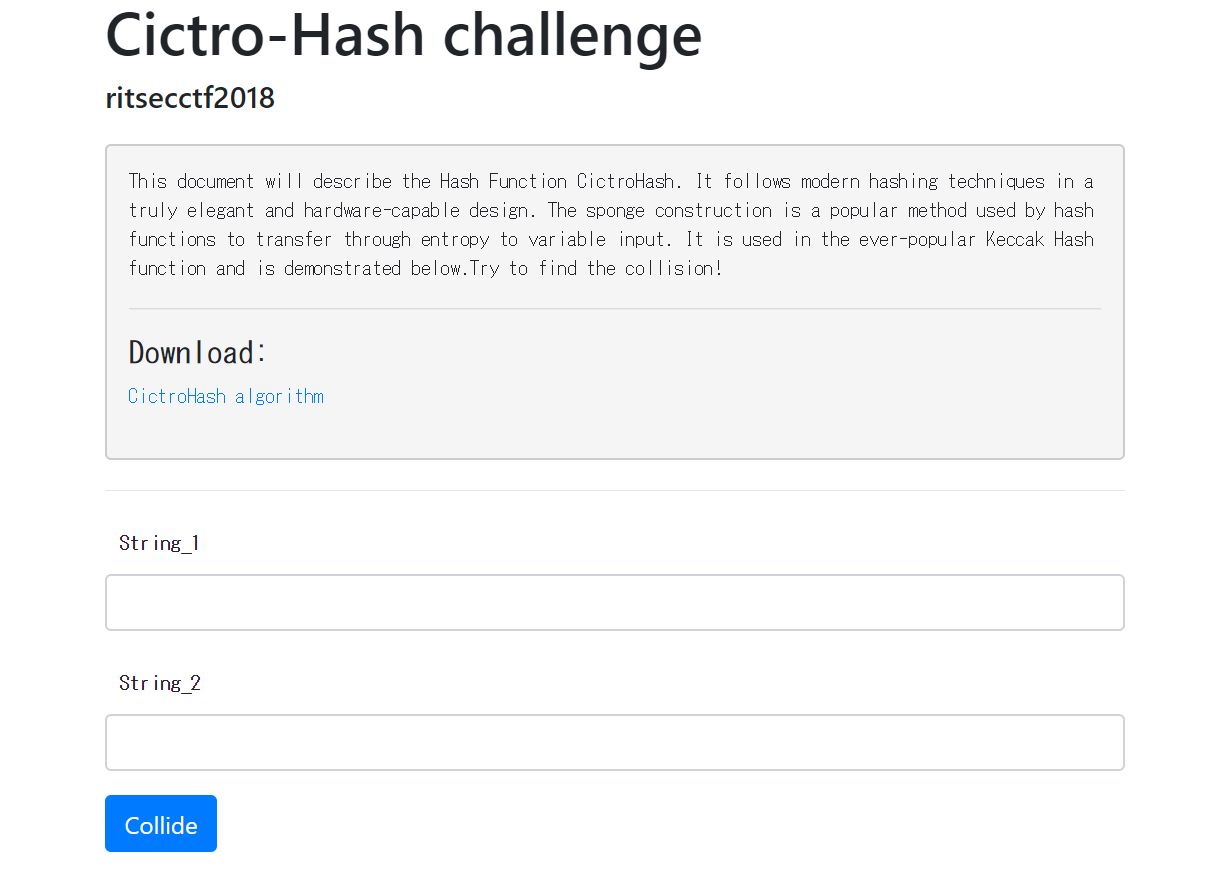 Cictro-Hash challenge
ritsecctf2018
This document will describe the Hash Function CictroHash. It follows modern hashing techniques in a
truly elegant and hardware-capable design. The sponge construction is a popular method used by hash
functions to transfer through entropy to variable input. It is used in the ever-popular Keccak Hash
function and is demonstrated below.Try to find the collision!
Download:
CictroHash algorithm
String_1
String_2
Collide